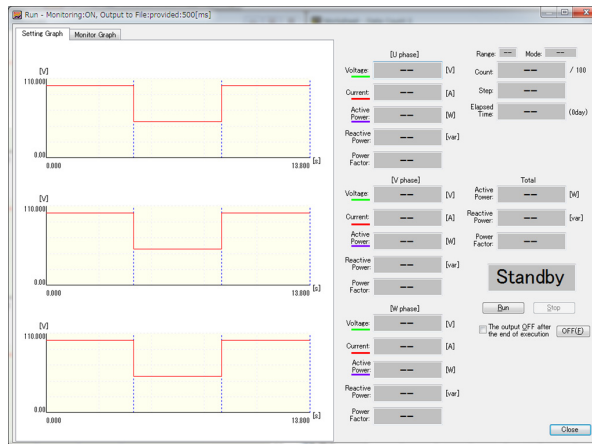 Run - Monitoring:ON, Output to File:provided:500[ms]
Setting Graph Monitor Graph
[V]
110.000
0.00
0.000 13.800 [s]
[V]
110.000
0.00
0.000 13.800 [s]
[V]
110.000
0.00
0.000 13.800 [s]
[U phase]
Voltage: -- [V]
Current: -- [A]
Active
Power: -- [W]
Reactive
Power: -- [var]
Power
Factor: --
[V phase]
Voltage: -- [V]
Current: -- [A]
Active
Power: -- [W]
Reactive
Power: -- [var]
Power
Factor: --
[W phase]
Voltage: -- [V]
Current: -- [A]
Active
Power: -- [W]
Reactive
Power: -- [var]
Power
Factor: --
Range: -- Mode: --
Count: -- / 100
Step: --
Elapsed
Time: -- (0day)
Total
Active
Power: -- [W]
Reactive
Power: -- [var]
Power
Factor: --
Standby
Run Stop
The output OFF after
the end of execution OFF(F)
Close